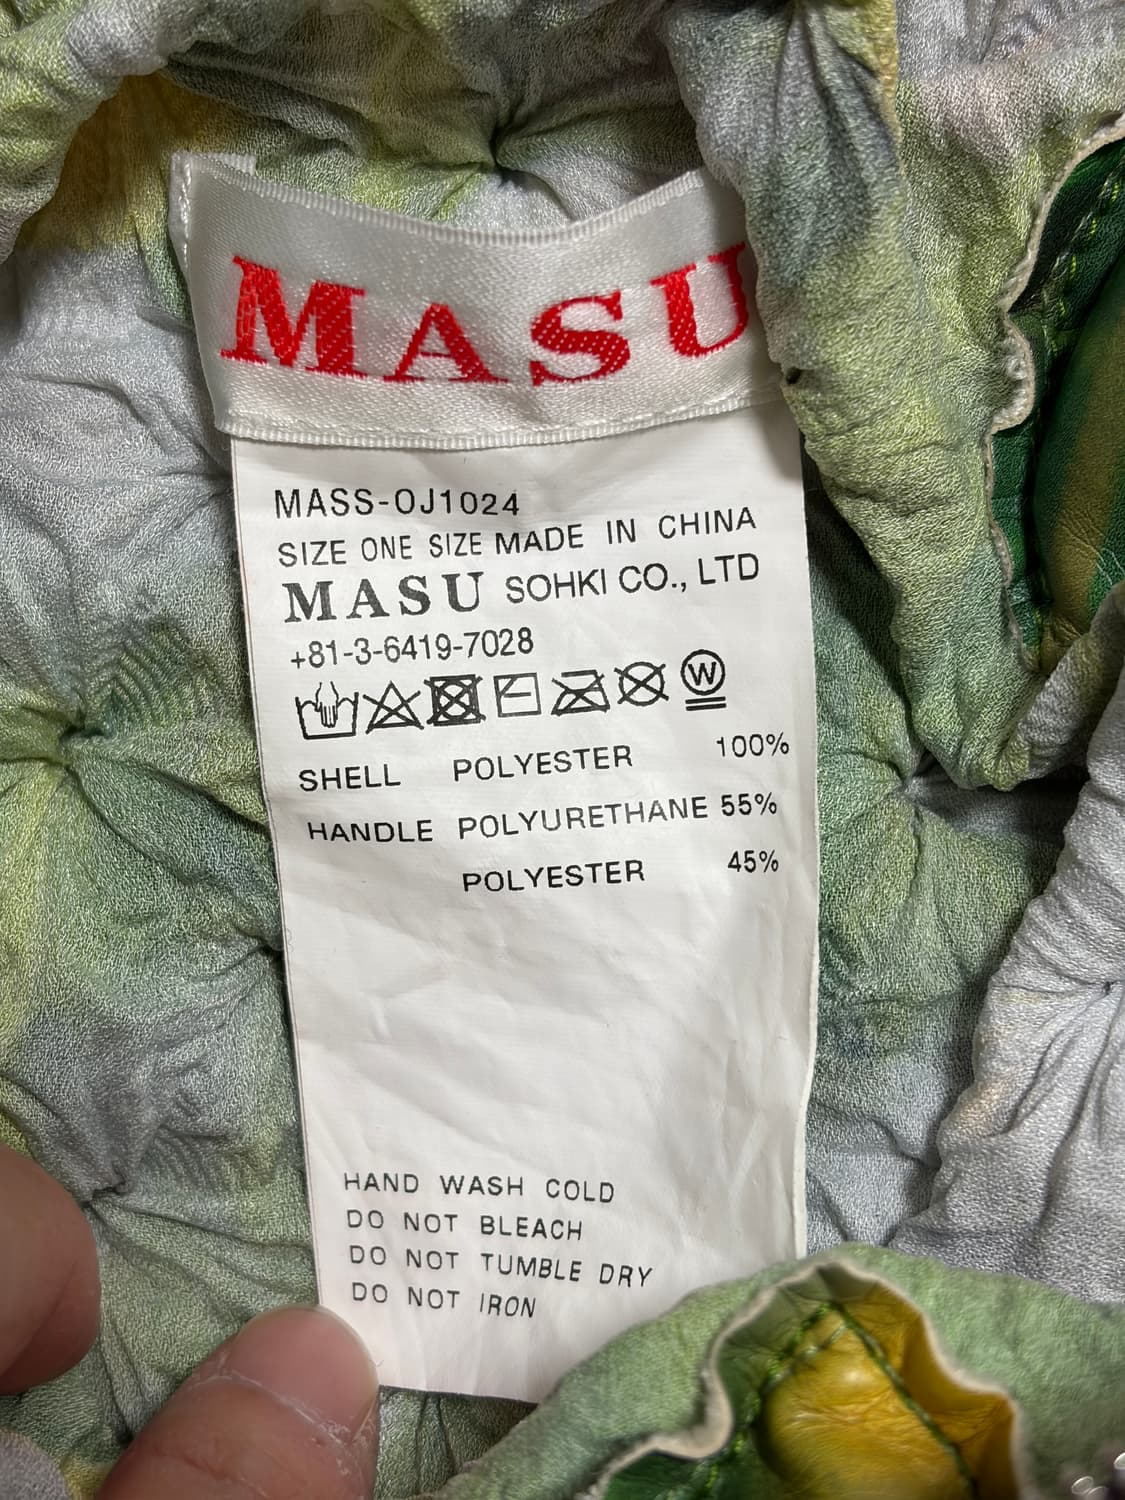 MASU
MASS-OJ1024
SIZE ONE SIZE MADE IN CHINA
MASU SOHKI CO., LTD
+81-3-6419-7028
W
SHELL POLYESTER 100%
HANDLE POLYURETHANE 55%
POLYESTER 45%
HAND WASH COLD
DO NOT BLEACH
DO NOT TUMBLE DRY
DO NOT IRON